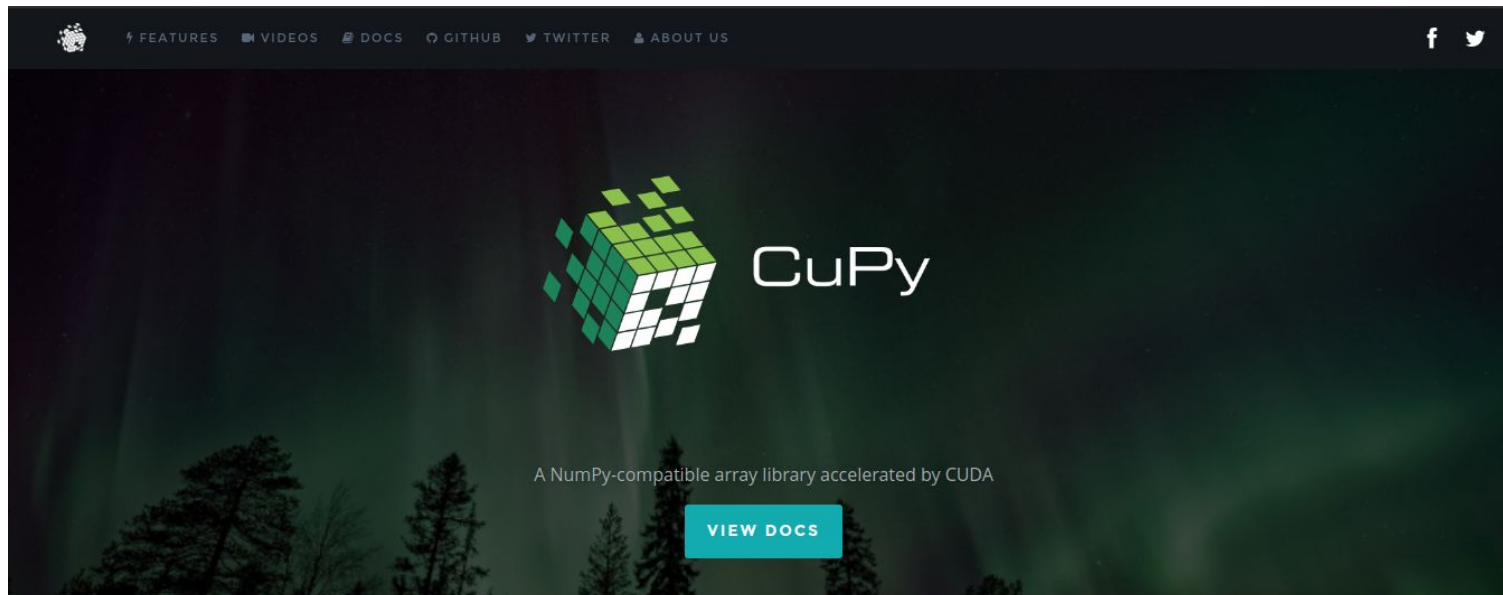 FEATURES VIDEOS DOCS GITHUB TWITTER ABOUT US
CuPy
A NumPy-compatible array library accelerated by CUDA
VIEW DOCS